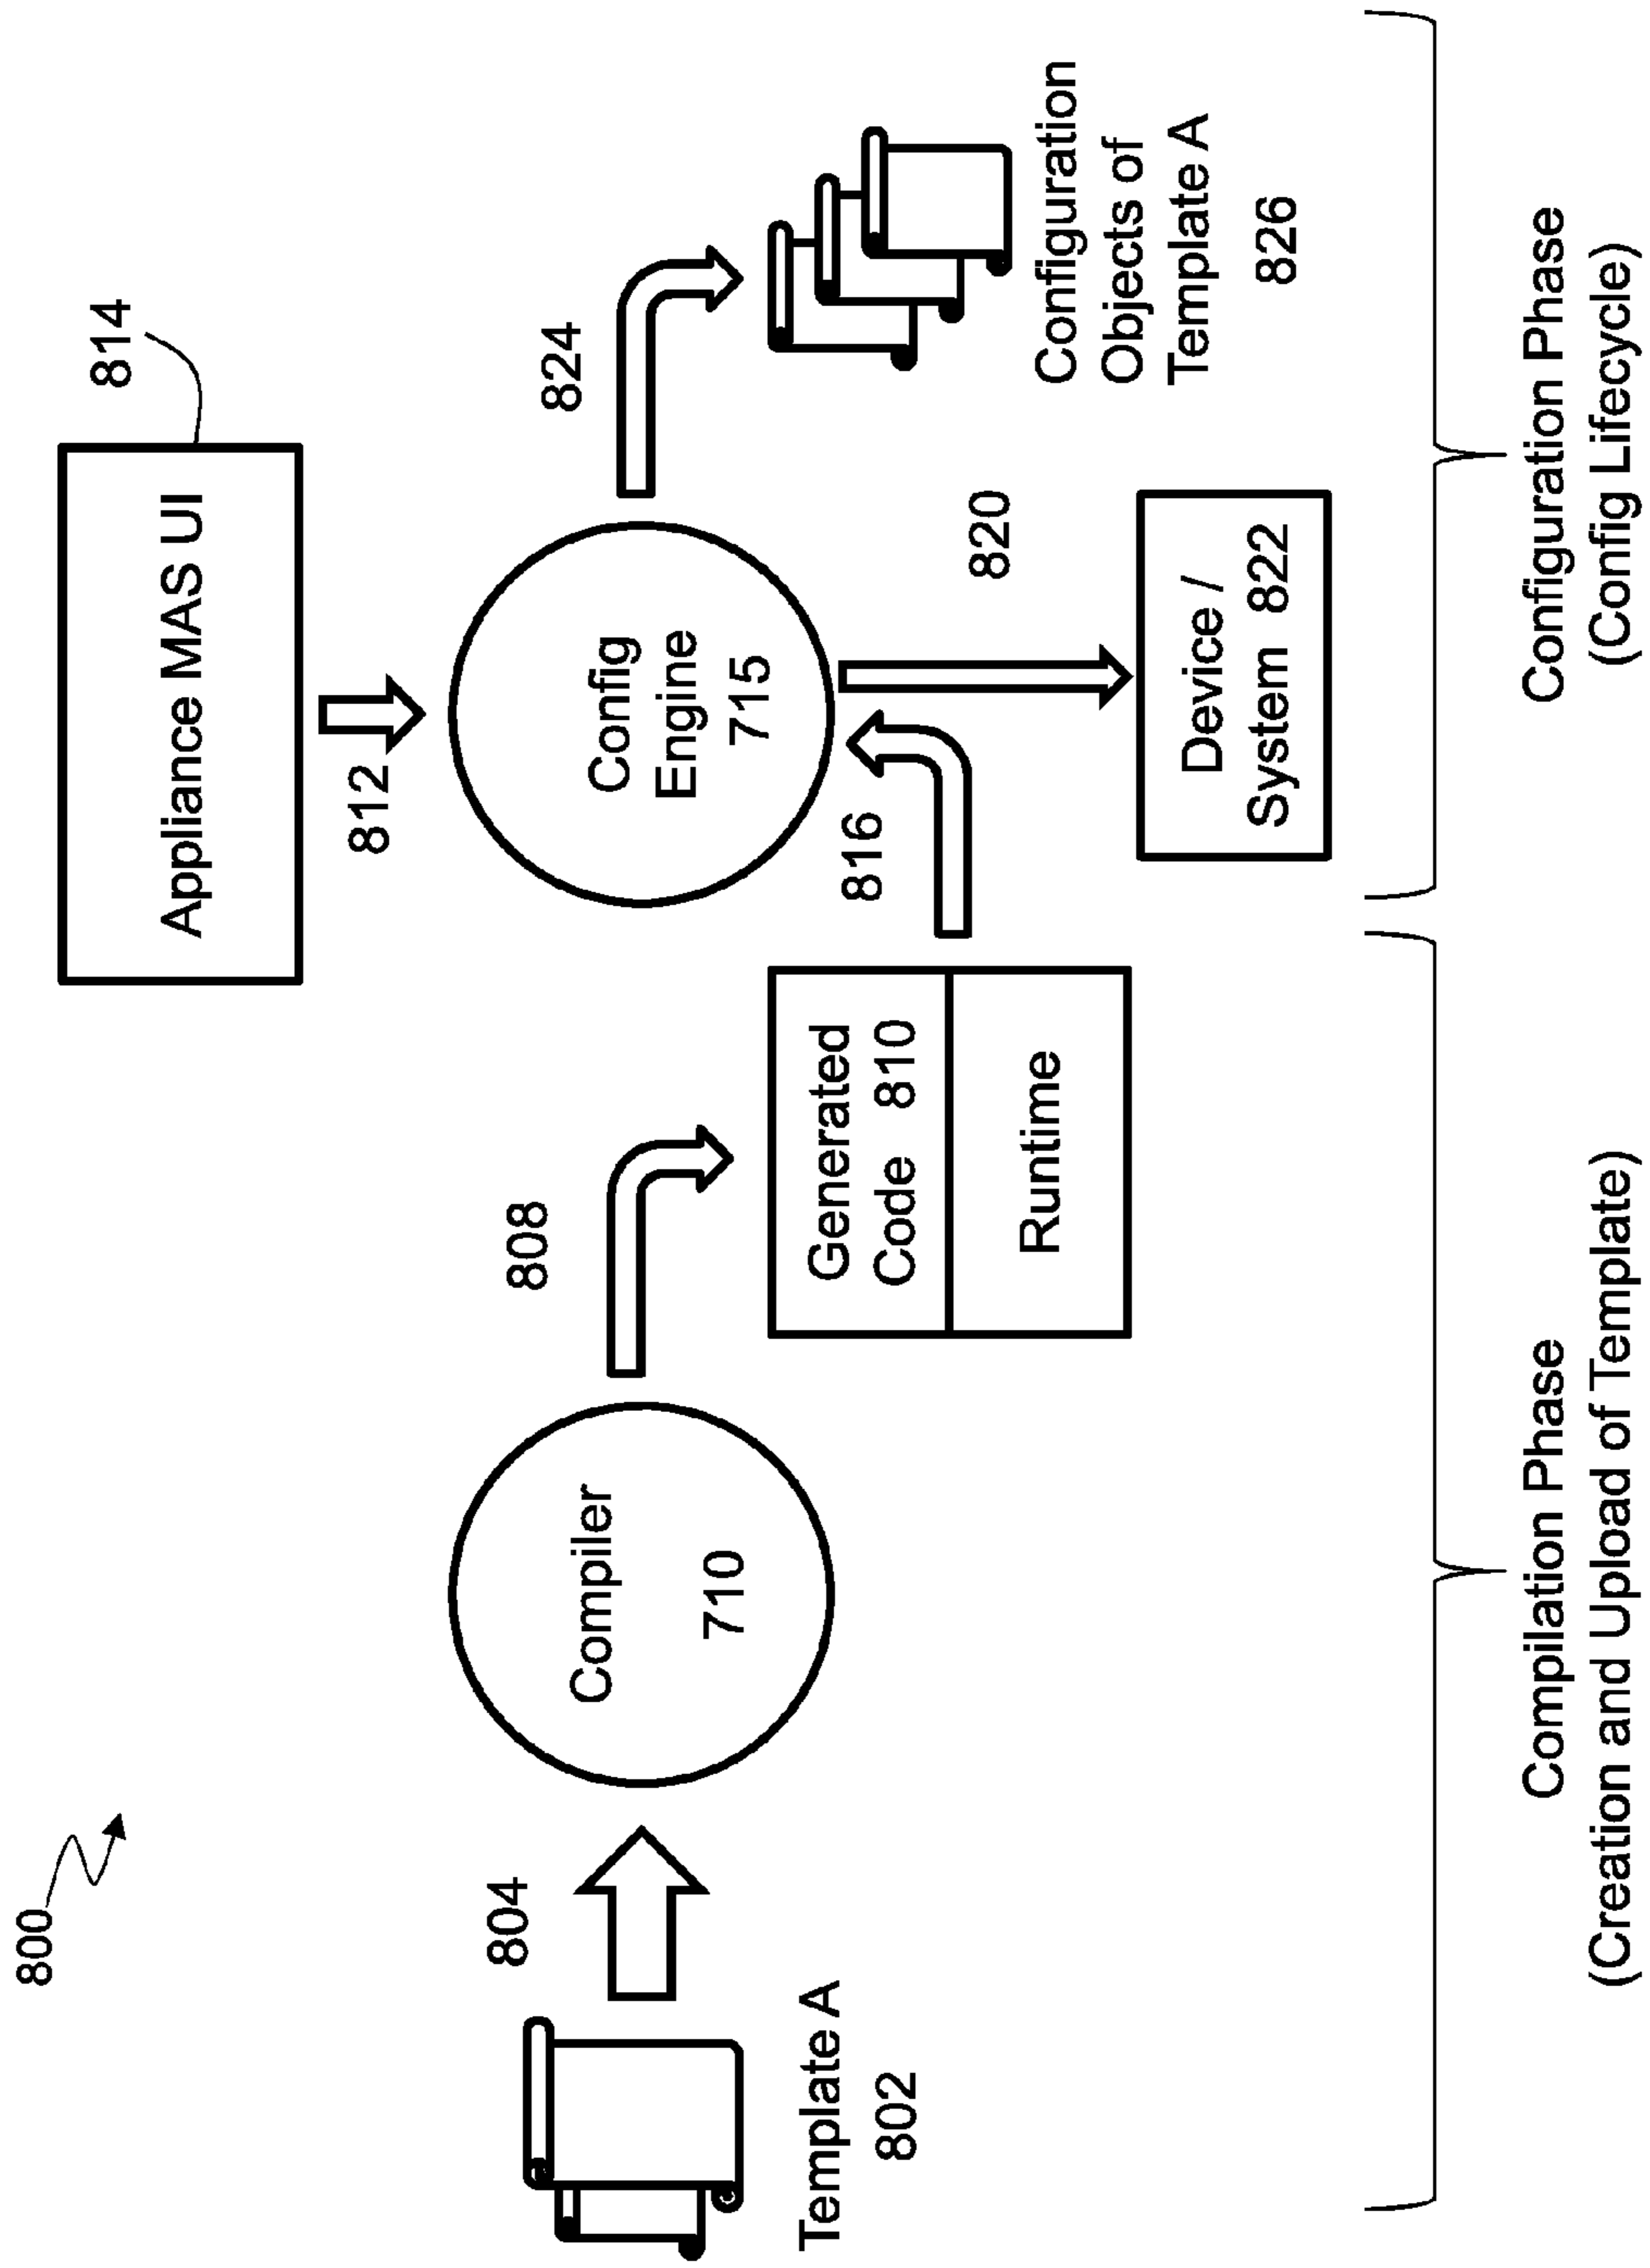 800
Appliance MAS UI
814
812
804
808
824
Template A
802
Compiler
710
Generated
Code 810
Runtime
816
Config
Engine
715
820
Device /
System 822
Configuration
Objects of
Template A
826
Compilation Phase
(Creation and Upload of Template)
Configuration Phase
(Config Lifecycle)